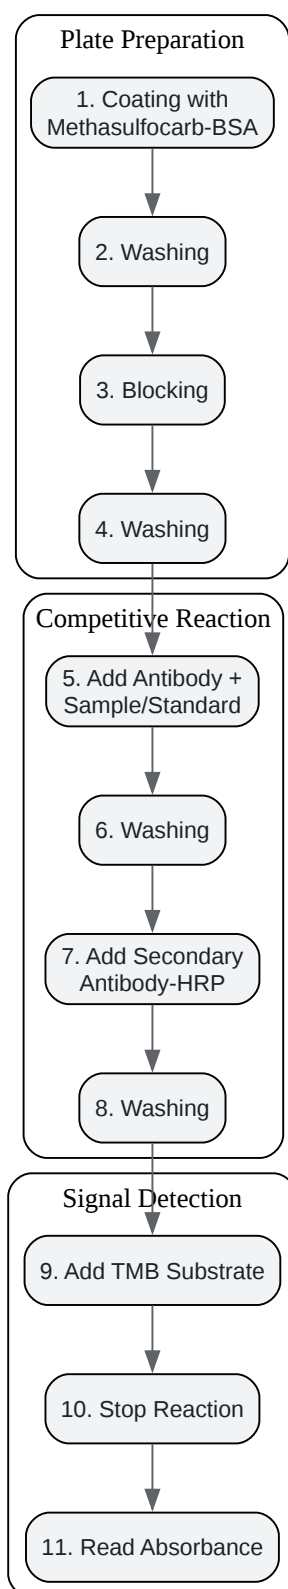 Plate Preparation
1. Coating with
Methasulfocarb-BSA
2. Washing
3. Blocking
4. Washing
Competitive Reaction
5. Add Antibody +
Sample/Standard
6. Washing
7. Add Secondary
Antibody-HRP
8. Washing
Signal Detection
9. Add TMB Substrate
10. Stop Reaction
11. Read Absorbance